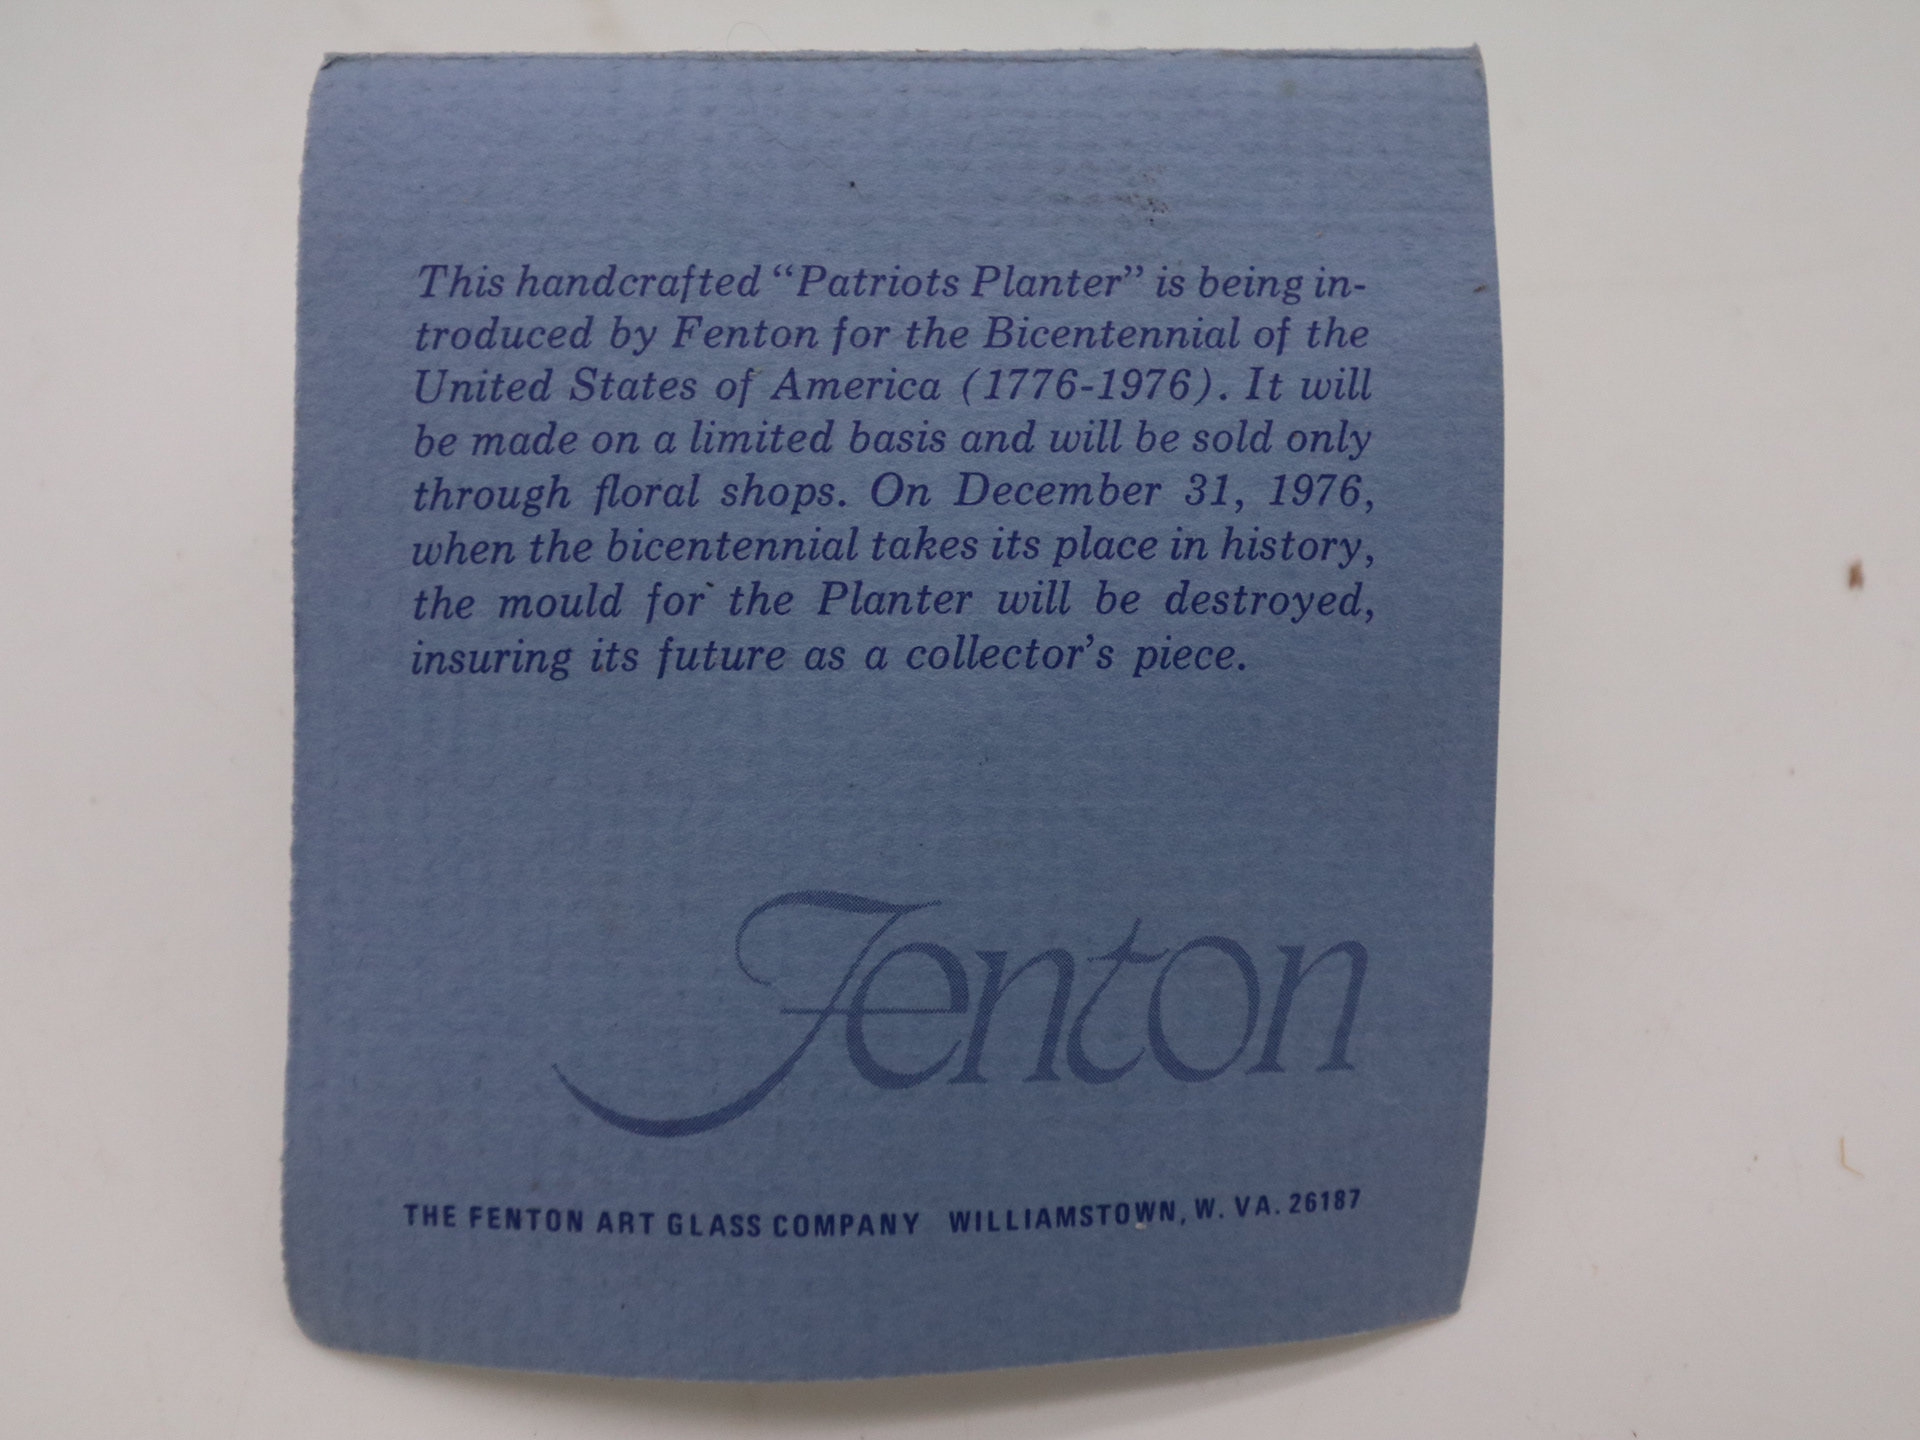 This handcrafted “Patriots Planter” is being in-
troduced by Fenton for the Bicentennial of the
United States of America (1776-1976). It will
be made on a limited basis and will be sold only
through floral shops. On December 31, 1976,
when the bicentennial takes its place in history,
the mould for the Planter will be destroyed,
insuring its future as a collector’s piece.
Fenton
THE FENTON ART GLASS COMPANY WILLIAMSTOWN, W. VA. 26187